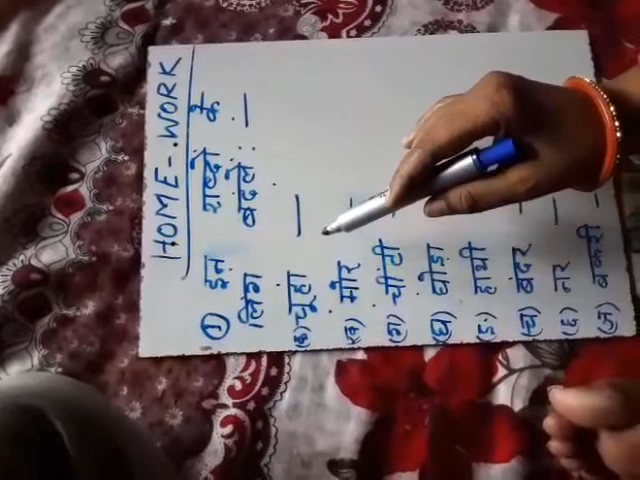 HOME-.WORK
① इन शब्दो के
लिंग बदले : —
(क) चूहा —
(ख) मोर —
(ग) चींटी —
(घ) घोडा
(ङ) हाथी
(च) बंदर —
(छ) नर —
(ज) बकरी —